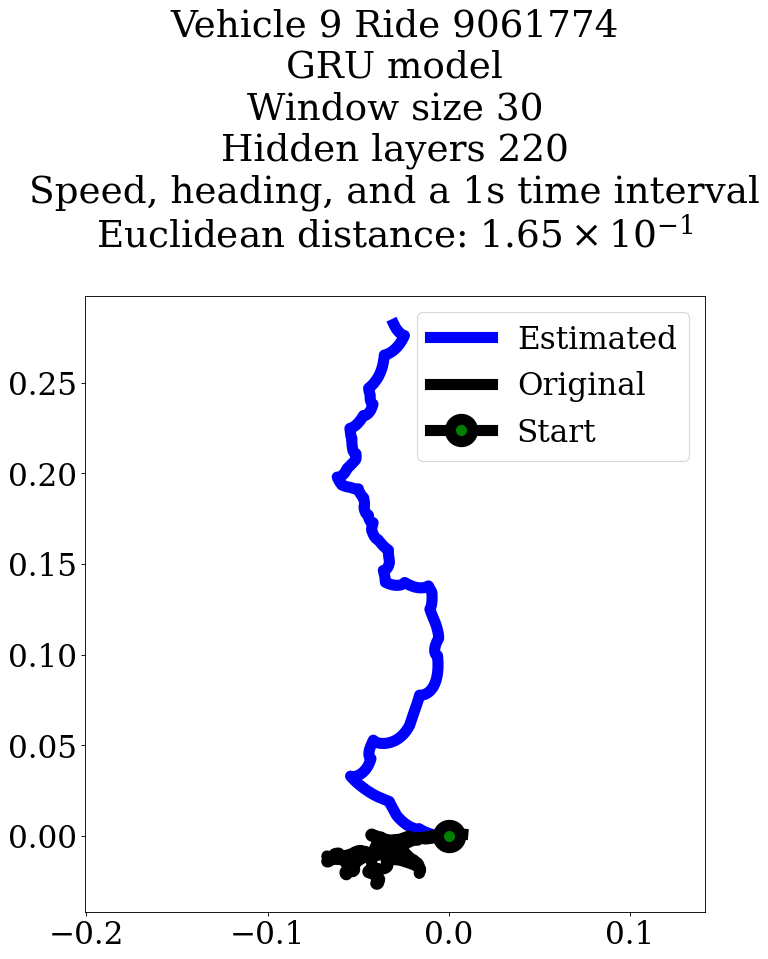 Vehicle 9 Ride 9061774
GRU model
Window size 30
Hidden layers 220
Speed, heading, and a 1s time interval
Euclidean distance: 1.65 × 10⁻¹
Estimated
Original
Start
0.25
0.20
0.15
0.10
0.05
0.00
−0.2
−0.1
0.0
0.1